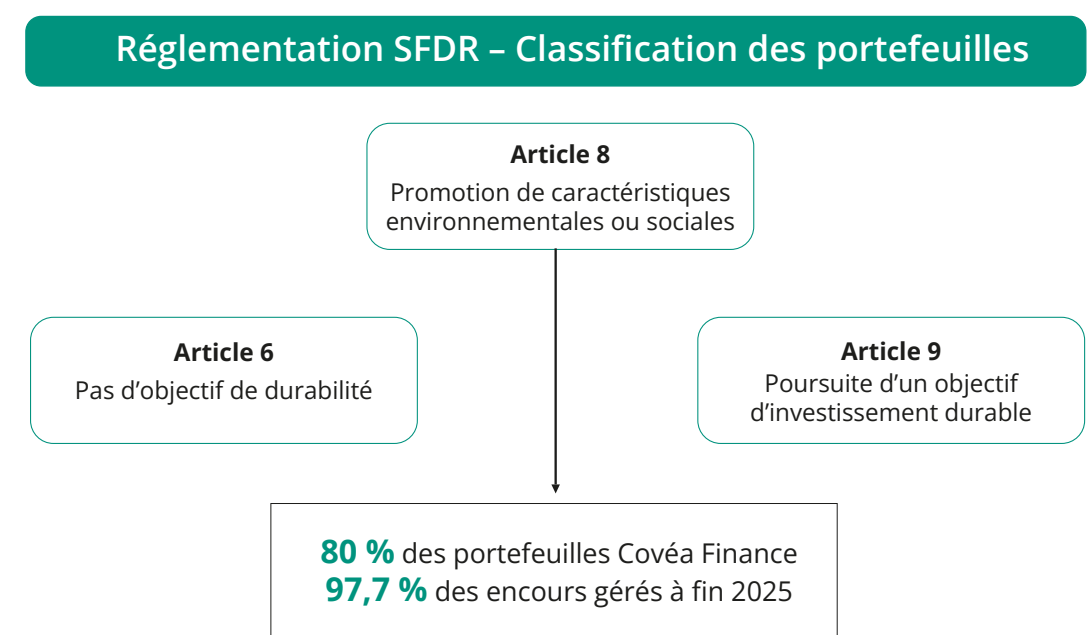 Réglementation SFDR – Classification des portefeuilles
Article 8
Promotion de caractéristiques
environnementales ou sociales
Article 6
Pas d’objectif de durabilité
Article 9
Poursuite d’un objectif
d’investissement durable
80 % des portefeuilles Covéa Finance
97,7 % des encours gérés à fin 2025